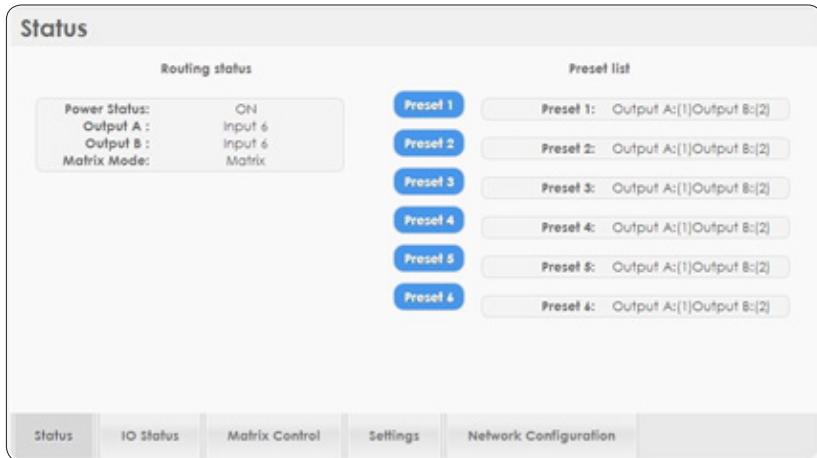 Status
Routing status
Power Status: ON
Output A : Input 6
Output B : Input 6
Matrix Mode: Matrix
Preset list
Preset 1 Preset 1: Output A:(1)Output B:(2)
Preset 2 Preset 2: Output A:(1)Output B:(2)
Preset 3 Preset 3: Output A:(1)Output B:(2)
Preset 4 Preset 4: Output A:(1)Output B:(2)
Preset 5 Preset 5: Output A:(1)Output B:(2)
Preset 6 Preset 6: Output A:(1)Output B:(2)
Status IO Status Matrix Control Settings Network Configuration